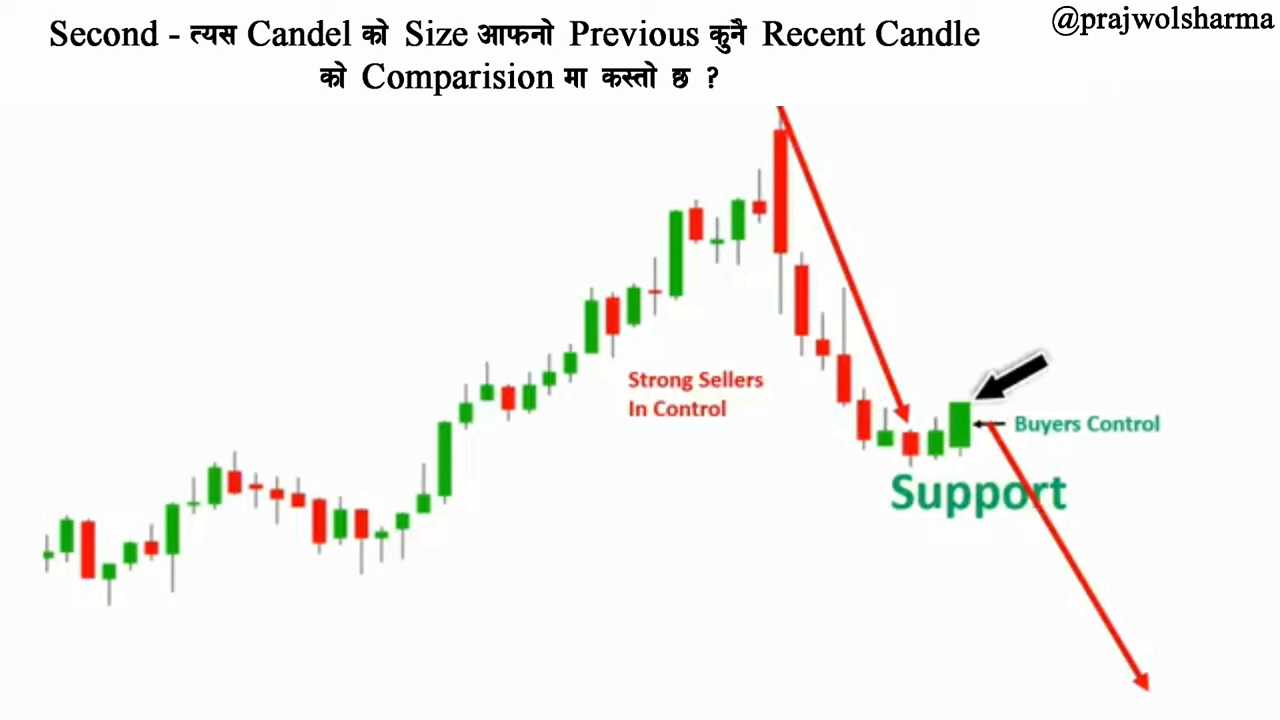 @prajwolsharma
Second - त्यस Candel को Size आफनो Previous कुनै Recent Candle
को Comparision मा कस्तो छ ?
Strong Sellers
In Control
Buyers Control
Support